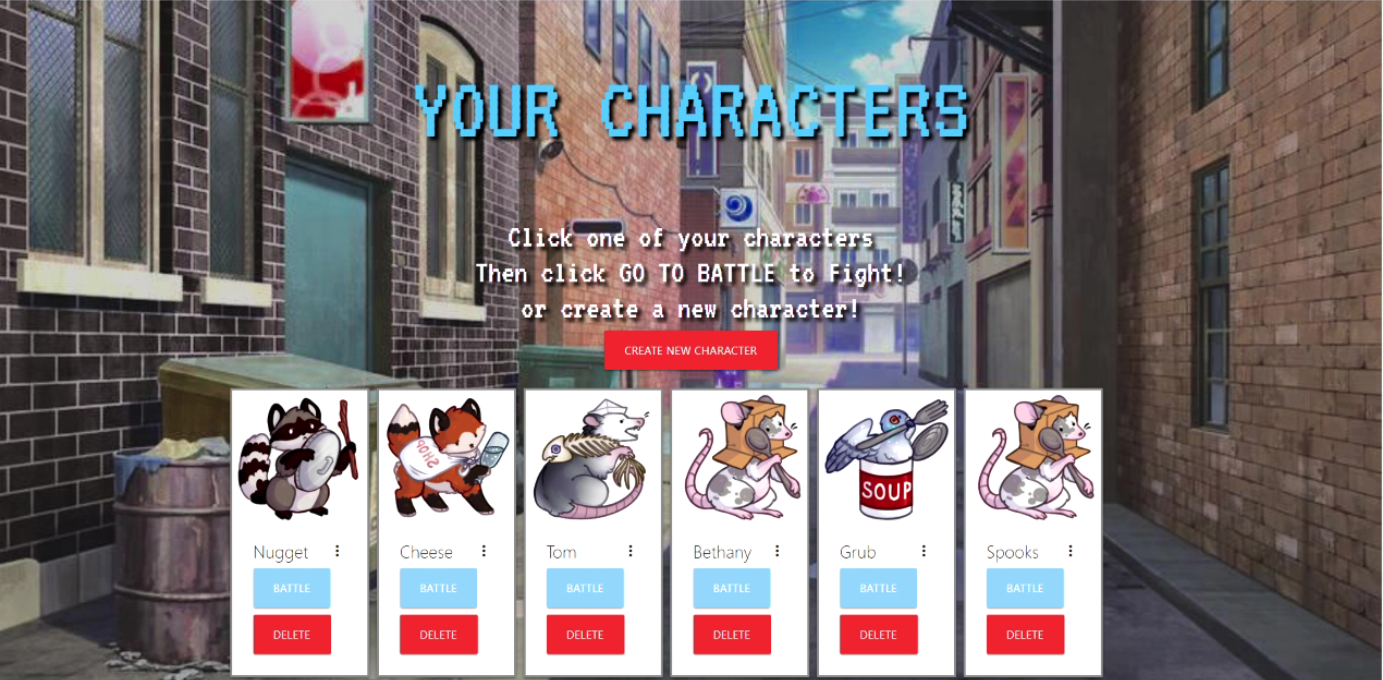 YOUR CHARACTERS
Click one of your characters
Then click GO TO BATTLE to Fight!
or create a new character!
CREATE NEW CHARACTER
SHOP
SOUP
Nugget
Cheese
Tom
Bethany
Grub
Spooks
BATTLE
BATTLE
BATTLE
BATTLE
BATTLE
BATTLE
DELETE
DELETE
DELETE
DELETE
DELETE
DELETE